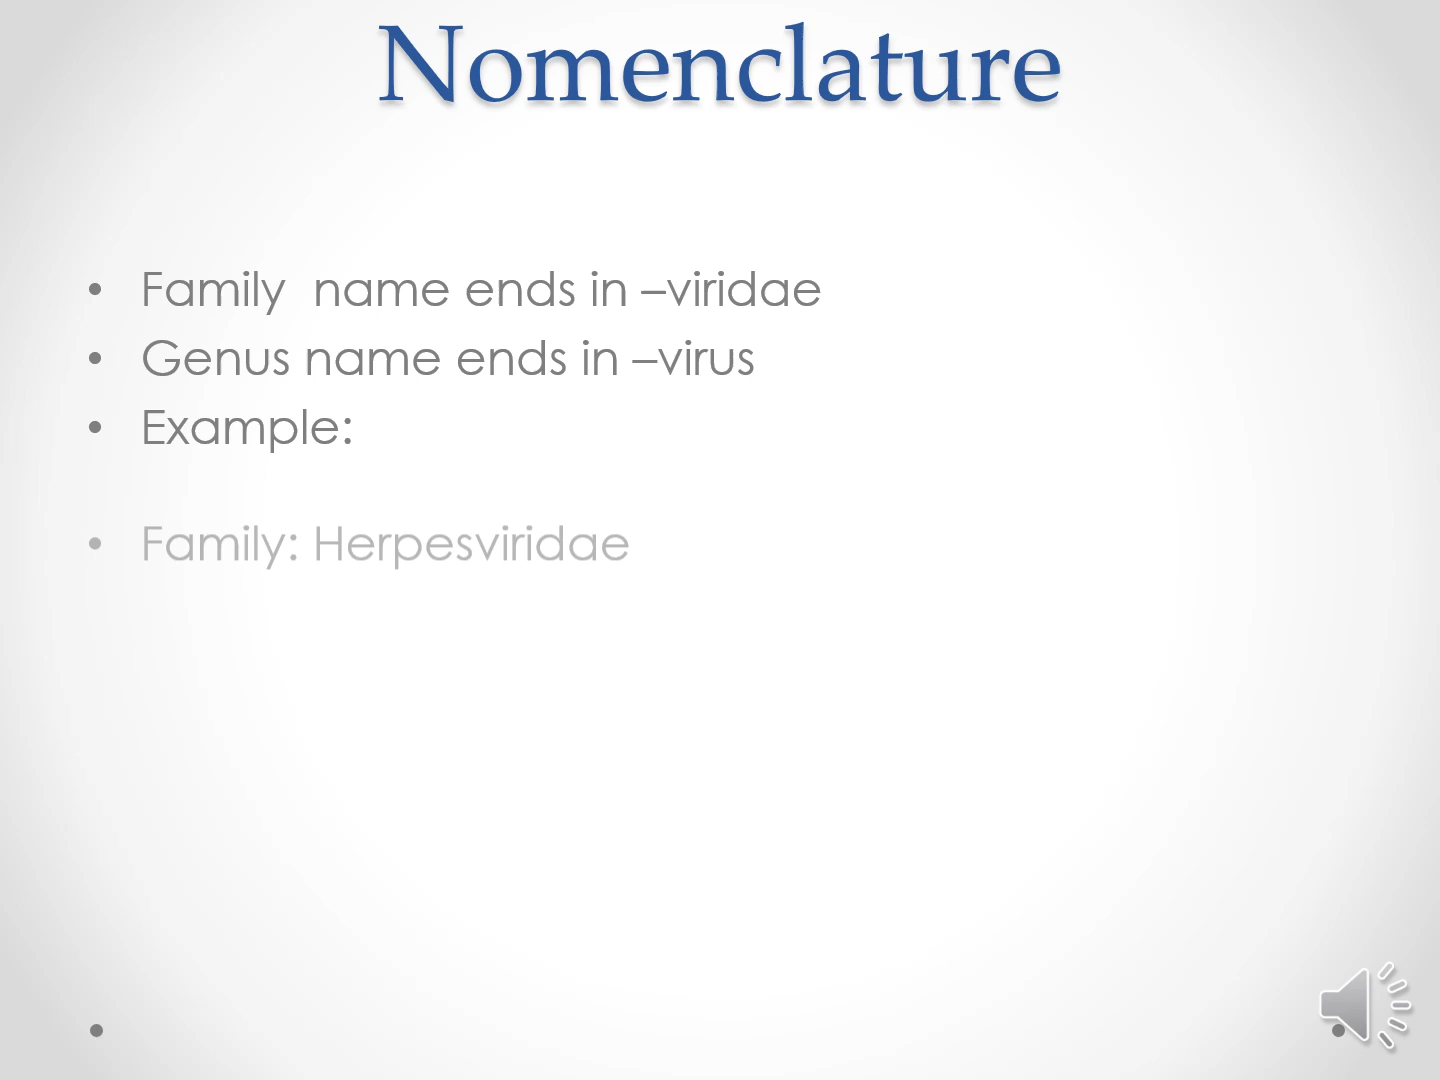 Nomenclature
• Family  name ends in –viridae
• Genus name ends in –virus
• Example:
• Family: Herpesviridae